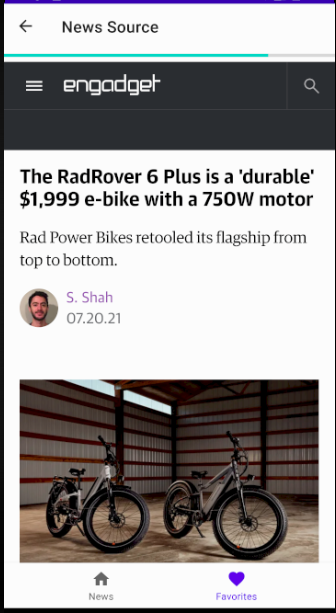 News Source
engadget
The RadRover 6 Plus is a 'durable'
$1,999 e-bike with a 750W motor
Rad Power Bikes retooled its flagship from
top to bottom.
S. Shah
07.20.21
News
Favorites